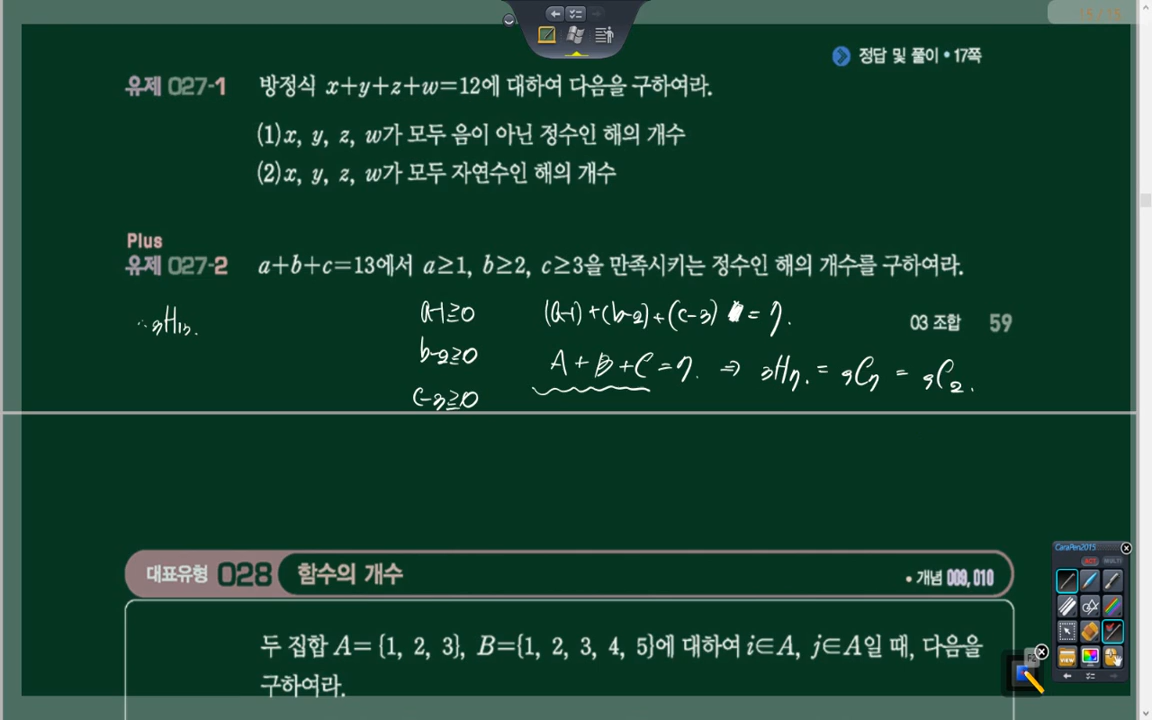 정답 및 풀이 • 17쪽
유제 027-1 방정식 x+y+z+w=12에 대하여 다음을 구하여라.
(1) x, y, z, w가 모두 음이 아닌 정수인 해의 개수
(2) x, y, z, w가 모두 자연수인 해의 개수
Plus
유제 027-2 a+b+c=13에서 a≥1, b≥2, c≥3을 만족시키는 정수인 해의 개수를 구하여라.
∴ 3H13.
a-1≥0 (a-1)+(b-2)+(c-3) = 7.
03 조합 59
b-2≥0 A+B+C=7. ⇒ 3H7. = 9C7 = 9C2.
c-3≥0
대표유형 028 함수의 개수 • 개념 009, 010
두 집합 A={1, 2, 3}, B={1, 2, 3, 4, 5}에 대하여 i∈A, j∈A일 때, 다음을
구하여라.
CaraPen2015
MULTI